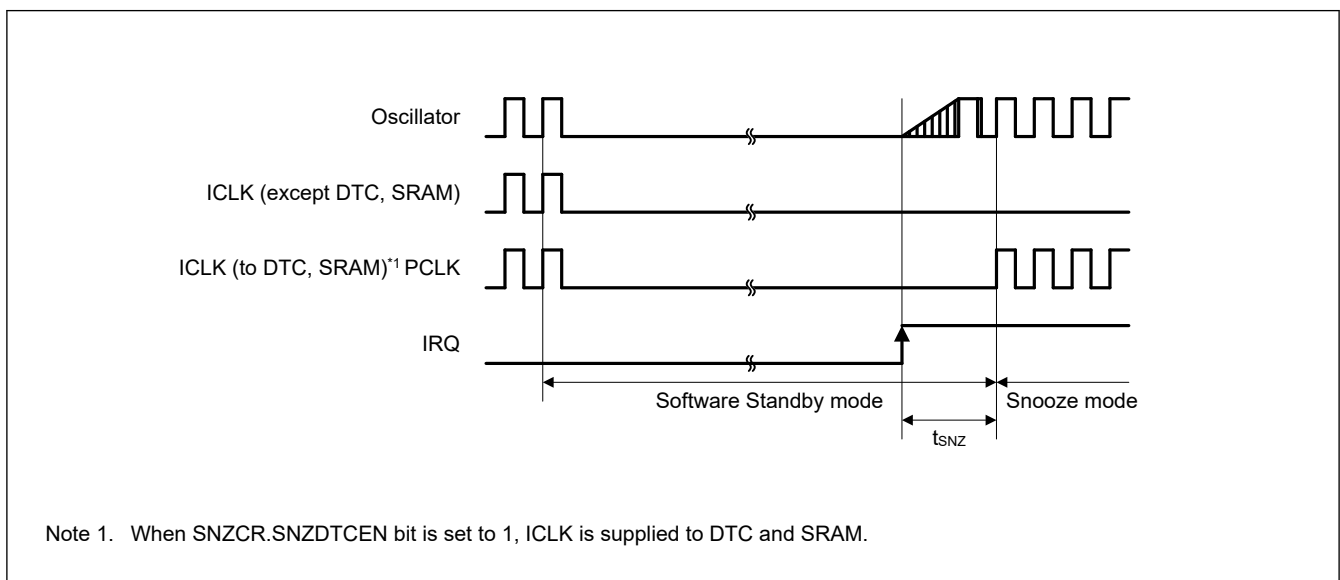 Oscillator
ICLK (except DTC, SRAM)
ICLK (to DTC, SRAM)*1 PCLK
IRQ
Software Standby mode
Snooze mode
tSNZ
Note 1. When SNZCR.SNZDTCEN bit is set to 1, ICLK is supplied to DTC and SRAM.